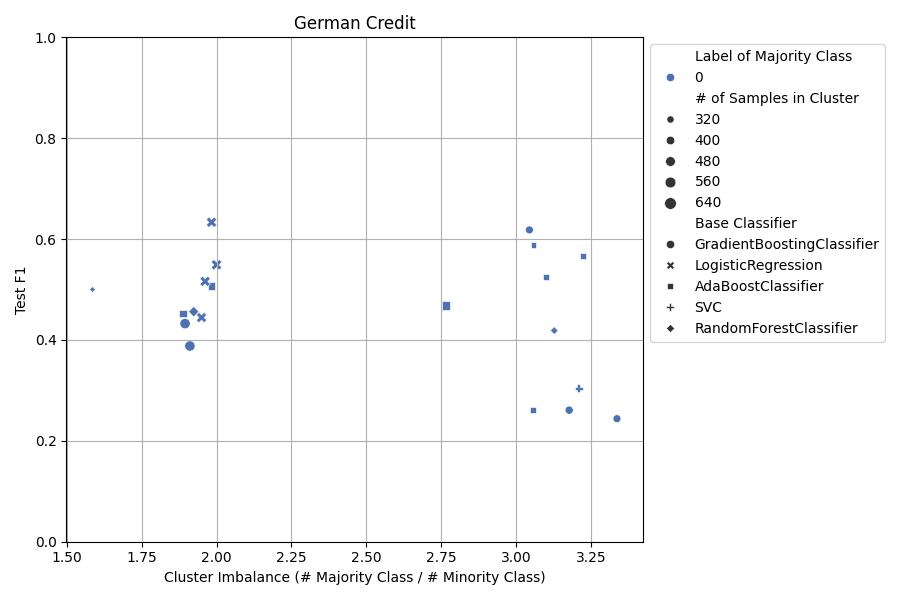 German Credit
Test F1
1.0
0.8
0.6
0.4
0.2
0.0
1.50 1.75 2.00 2.25 2.50 2.75 3.00 3.25
Cluster Imbalance (# Majority Class / # Minority Class)
Label of Majority Class
0
# of Samples in Cluster
320
400
480
560
640
Base Classifier
GradientBoostingClassifier
LogisticRegression
AdaBoostClassifier
SVC
RandomForestClassifier